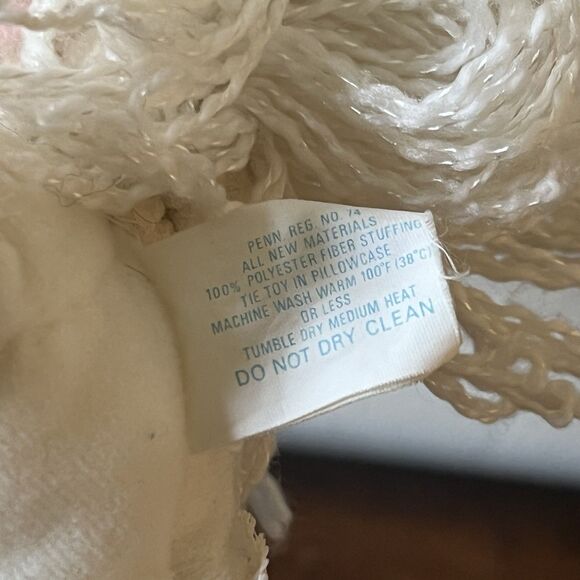 PENN. REG. NO. 74
ALL NEW MATERIALS
100% POLYESTER FIBER STUFFING
TIE TOY IN PILLOWCASE
MACHINE WASH WARM 100°F (38°C)
OR LESS
TUMBLE DRY MEDIUM HEAT
DO NOT DRY CLEAN